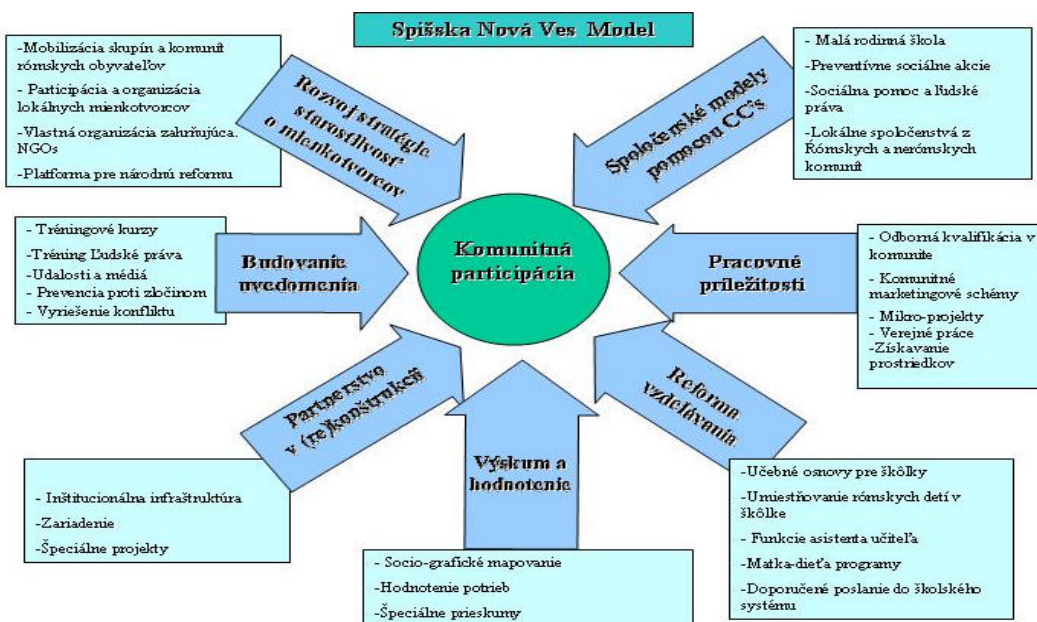 Spišska Nová Ves Model
-Mobilizácia skupín a komunít
rómskych obyvateľov
- Participácia a organizácia
lokálnych mienkotvorcov
-Vlastná organizácia zahrňujúca.
NGOs
-Platforma pre národnú reformu
Rozvoj stratégie
starostlivosť
o mienkotvorcov
Spoločenské modely
pomocou CC's
- Malá rodinná škola
-Preventívne sociálne akcie
-Sociálna pomoc a ľudské
práva
-Lokálne spoločenstvá z
Rómskych a nerómskych
komunít
- Tréningové kurzy
-Tréning Ľudské práva
-Udalosti a médiá
- Prevencia proti zločinom
- Vyriešenie konfliktu
Budovanie
uvedomenia
Komunitná
participácia
Pracovné
príležitosti
- Odborná kvalifikácia v
komunite
- Komunitné
marketingové schémy
- Mikro-projekty
- Verejné práce
-Získavanie
prostriedkov
Partnerstvo
v (re)konštrukcii
Výskum a
hodnotenie
Reforma
vzdelávania
- Inštitucionálna infraštruktúra
-Zariadenie
-Špeciálne projekty
- Socio-grafické mapovanie
-Hodnotenie potrieb
-Špeciálne prieskumy
-Učebné osnovy pre škôlky
-Umiestňovanie rómskych detí v
škôlke
- Funkcie asistenta učiteľa
-Matka-dieťa programy
-Doporučené poslanie do školského
systému